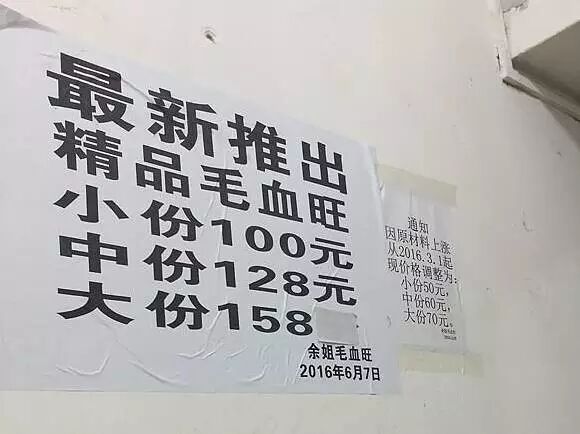 最新推出
精品毛血旺
小份100元
中份128元
大份158
余姐毛血旺
2016年6月7日
通知
因原材料上涨
从2016.3.1起
现价格调整为：
小份50元，
中份60元，
大份70元。